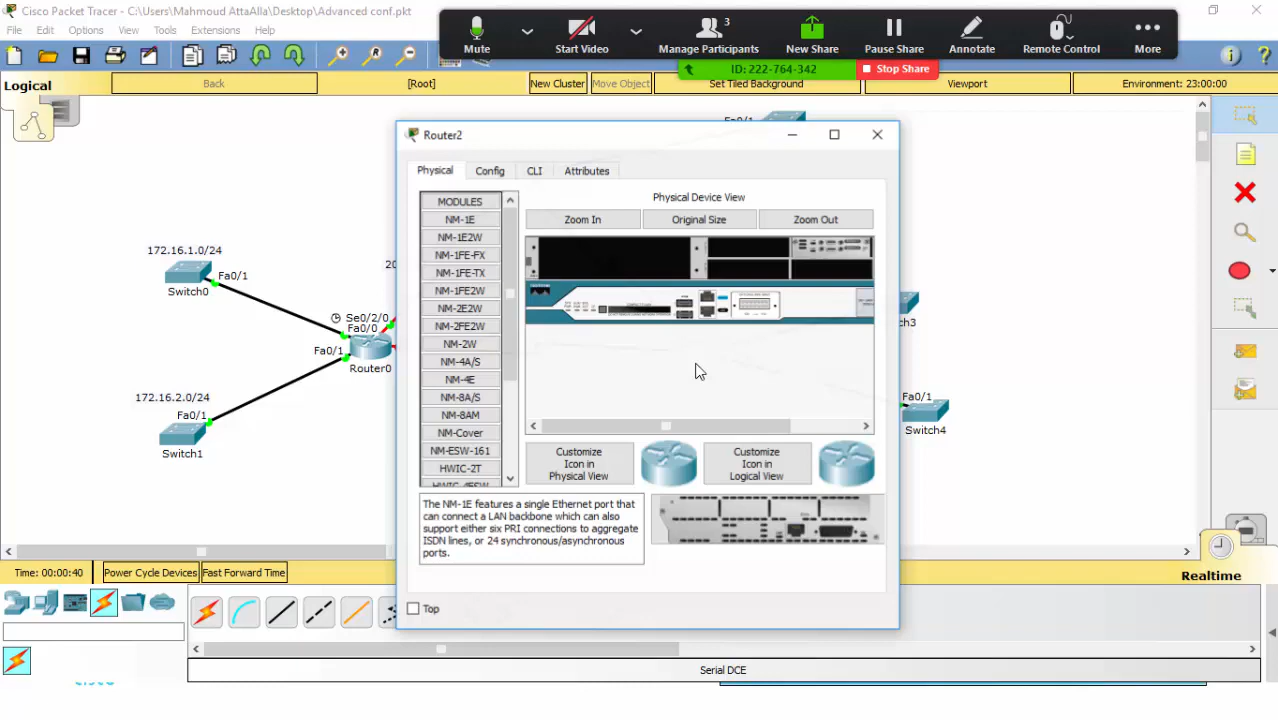 Cisco Packet Tracer - C:\Users\Mahmoud AttaAlla\Desktop\Advanced conf.pkt
File Edit Options View Tools Extensions Help
Mute
Start Video
3
Manage Participants
New Share
Pause Share
Annotate
Remote Control
More
ID: 222-764-342
Stop Share
Logical
Back
[Root]
New Cluster
Move Object
Set Tiled Background
Viewport
Environment: 23:00:00
Fa0/1
Router2
Physical
Config
CLI
Attributes
MODULES
NM-1E
NM-1E2W
NM-1FE-FX
NM-1FE-TX
NM-1FE2W
NM-2E2W
NM-2FE2W
NM-2W
NM-4A/S
NM-4E
NM-8A/S
NM-8AM
NM-Cover
NM-ESW-161
HWIC-2T
HWIC-4ESW
Physical Device View
Zoom In
Original Size
Zoom Out
Customize
Icon in
Physical View
Customize
Icon in
Logical View
The NM-1E features a single Ethernet port that
can connect a LAN backbone which can also
support either six PRI connections to aggregate
ISDN lines, or 24 synchronous/asynchronous
ports.
Top
172.16.1.0/24
Fa0/1
Switch0
20
Se0/2/0
Fa0/0
Fa0/1
Router0
172.16.2.0/24
Fa0/1
Switch1
Fa0/1
Switch4
Time: 00:00:40
Power Cycle Devices
Fast Forward Time
Realtime
Serial DCE